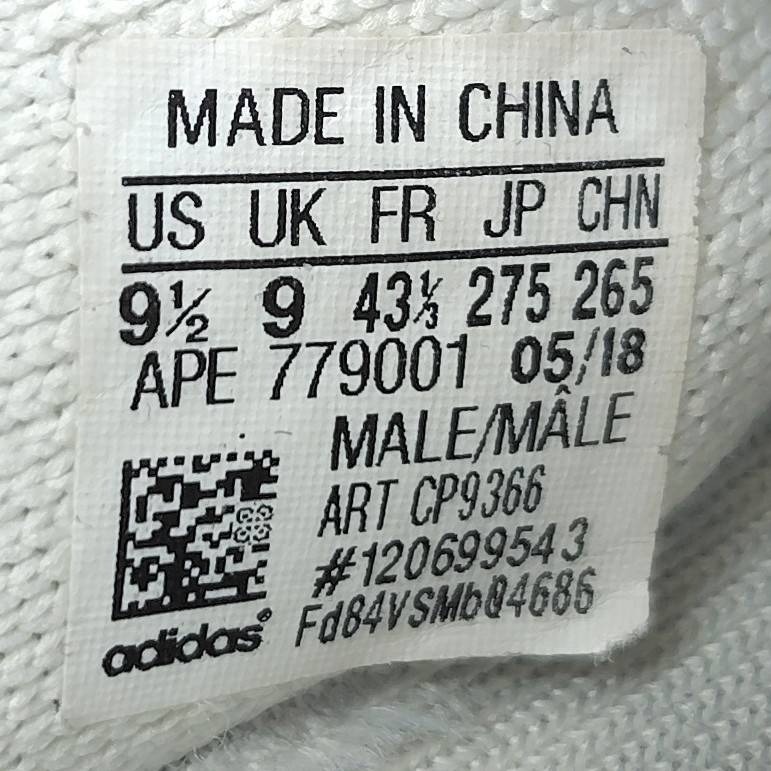 MADE IN CHINA
US UK FR JP CHN
9½ 9 43⅓ 275 265
APE 779001 05/18
MALE/MÂLE
ART CP9366
#120699543
Fd84VSMbQ4686
adidas®